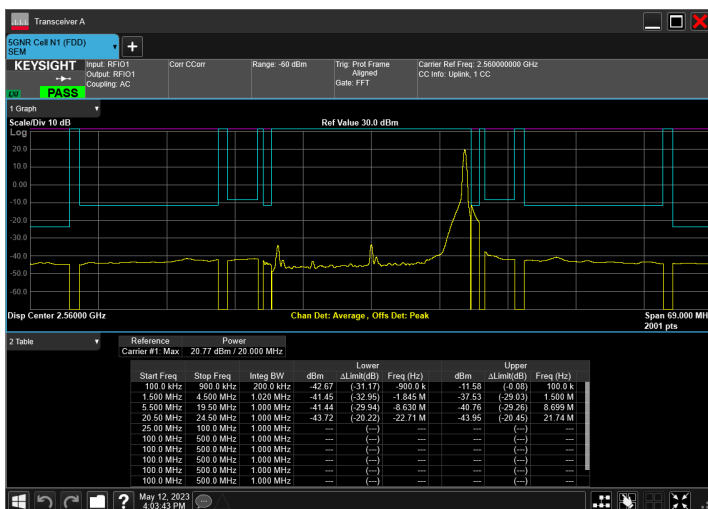 Transceiver A
5GNR Cell N1 (FDD)
SEM
KEYSIGHT
Input: RFIO1
Output: RFIO1
Coupling: AC
Corr CCorr
Range: -60 dBm
Trig: Prot Frame
Aligned
Gate: FFT
Carrier Ref Freq: 2.560000000 GHz
CC Info: Uplink, 1 CC
LXI
PASS
1 Graph
Scale/Div 10 dB
Ref Value 30.0 dBm
Log
20.0
10.0
0.00
-10.0
-20.0
-30.0
-40.0
-50.0
-60.0
Disp Center 2.56000 GHz
Chan Det: Average, Offs Det: Peak
Span 69.000 MH
2001 pts
2 Table
Reference Power
Carrier #1: Max 20.77 dBm / 20.000 MHz
Lower Upper
Start Freq Stop Freq Integ BW dBm ΔLimit(dB) Freq (Hz) dBm ΔLimit(dB) Freq (Hz)
100.0 kHz 900.0 kHz 200.0 kHz -42.67 (-31.17) -900.0 k -11.58 (-0.08) 100.0 k
1.500 MHz 4.500 MHz 1.020 MHz -41.45 (-32.95) -1.845 M -37.53 (-29.03) 1.500 M
5.500 MHz 19.50 MHz 1.000 MHz -41.44 (-29.94) -8.630 M -40.76 (-29.26) 8.699 M
20.50 MHz 24.50 MHz 1.000 MHz -43.72 (-20.22) -22.71 M -43.95 (-20.45) 21.74 M
25.00 MHz 100.0 MHz 1.000 MHz --- (---) --- --- (---) ---
100.0 MHz 500.0 MHz 1.000 MHz --- (---) --- --- (---) ---
100.0 MHz 500.0 MHz 1.000 MHz --- (---) --- --- (---) ---
100.0 MHz 500.0 MHz 1.000 MHz --- (---) --- --- (---) ---
100.0 MHz 500.0 MHz 1.000 MHz --- (---) --- --- (---) ---
100.0 MHz 500.0 MHz 1.000 MHz --- (---) --- --- (---) ---
May 12, 2023
4:03:43 PM